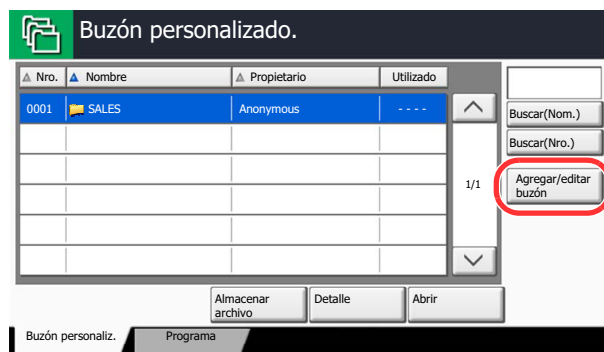 Buzón personalizado.
Nro. Nombre Propietario Utilizado
0001 SALES Anonymous - - - -
Buscar(Nom.)
Buscar(Nro.)
1/1
Agregar/editar
buzón
Almacenar
archivo
Detalle
Abrir
Buzón personaliz. Programa